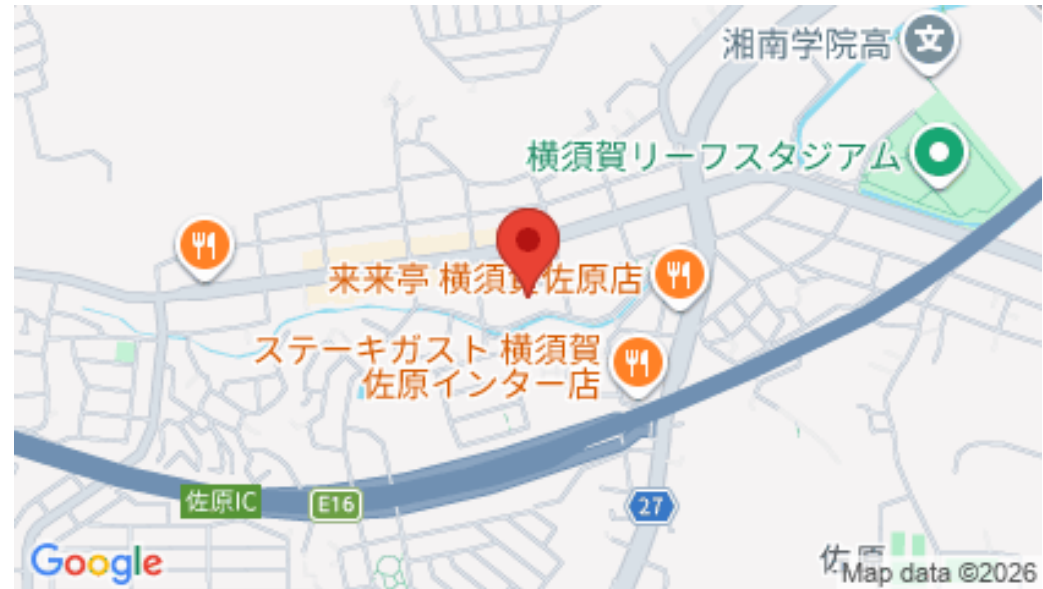 湘南学院高
文
横須賀リーフスタジアム
来来亭 横須賀佐原店
ステーキガスト 横須賀
佐原インター店
佐原IC
E16
27
佐原
Google
Map data ©2026